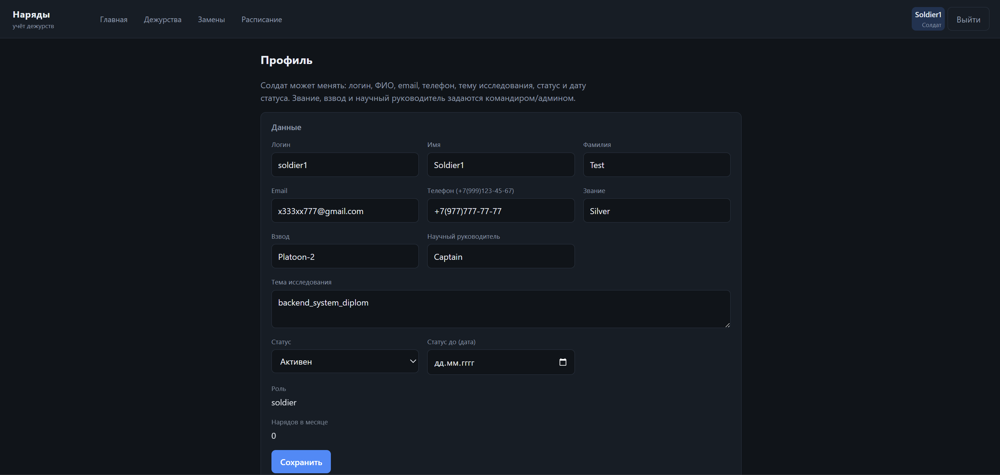 Наряды
учёт дежурств
Главная Дежурства Замены Расписание
Soldier1
Солдат
Выйти
Профиль
Солдат может менять: логин, ФИО, email, телефон, тему исследования, статус и дату
статуса. Звание, взвод и научный руководитель задаются командиром/админом.
Данные
Логин Имя Фамилия
soldier1 Soldier1 Test
Email Телефон (+7(999)123-45-67) Звание
x333xx777@gmail.com +7(977)777-77-77 Silver
Взвод Научный руководитель
Platoon-2 Captain
Тема исследования
backend_system_diplom
Статус Статус до (дата)
Активен дд.мм.гггг
Роль
soldier
Нарядов в месяце
0
Сохранить